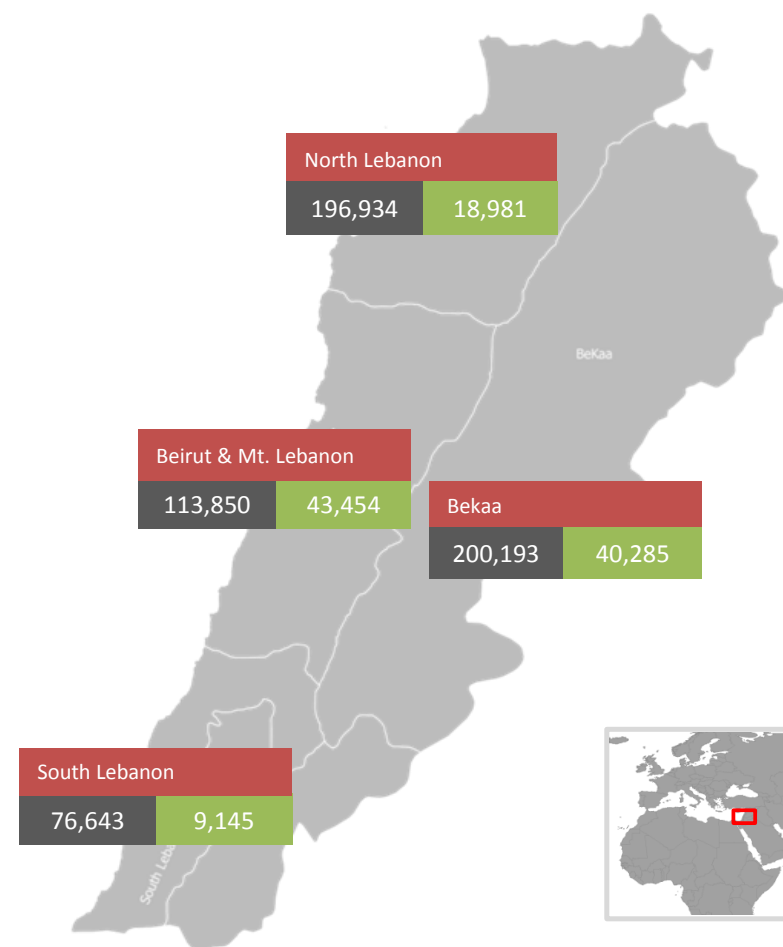 North Lebanon
196,934 18,981
BeKaa
Beirut & Mt. Lebanon
113,850 43,454
Bekaa
200,193 40,285
South Lebanon
76,643 9,145
South